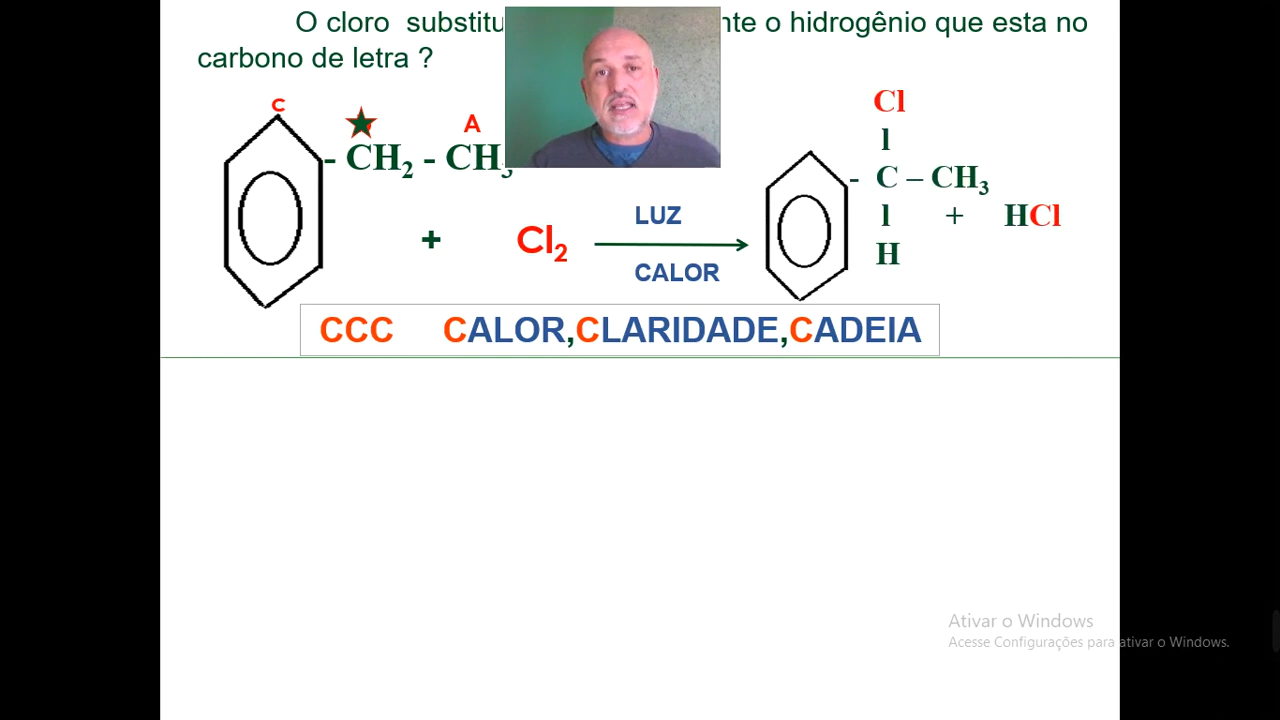 O cloro substitu nte o hidrogênio que esta no
carbono de letra ?
C
A
- CH2 - CH3
+ Cl2
LUZ
CALOR
Cl
l
- C – CH3
l + HCl
H
CCC CALOR,CLARIDADE,CADEIA
Ativar o Windows
Acesse Configurações para ativar o Windows.